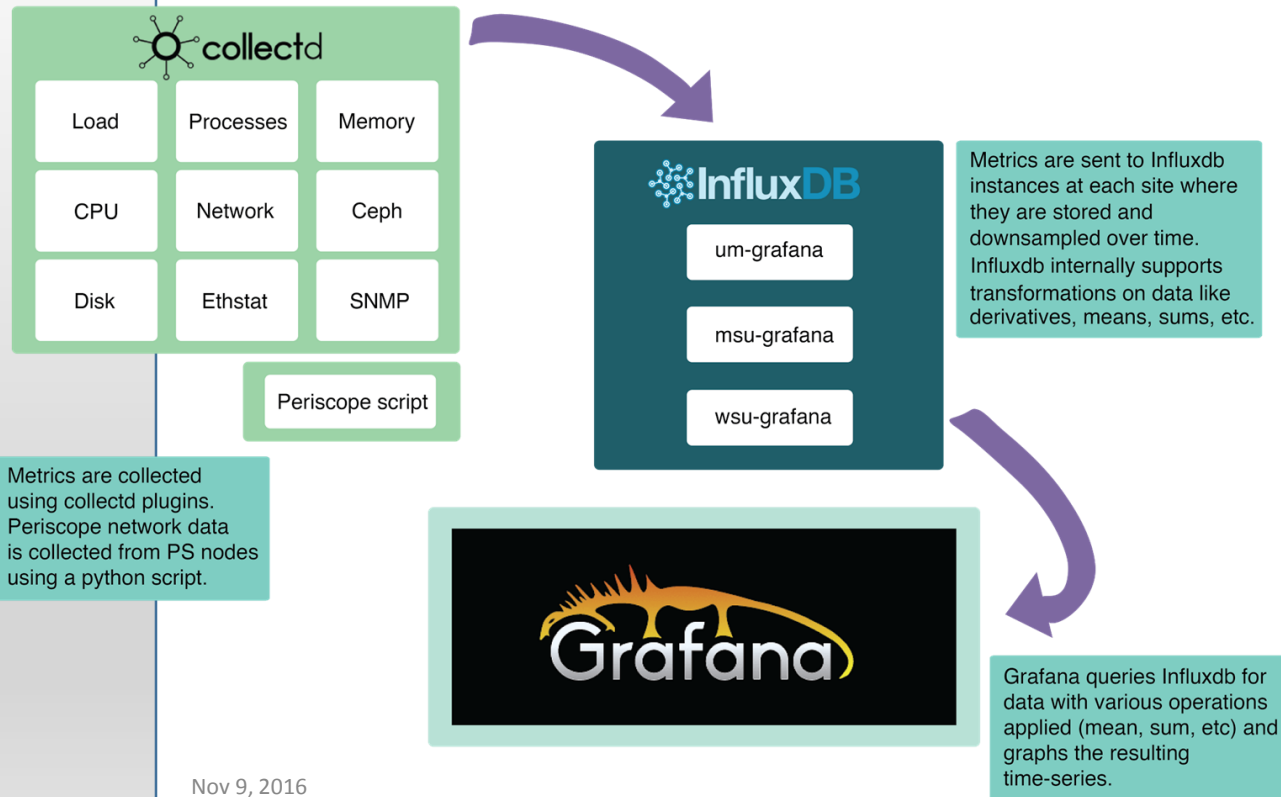 collectd
Load
Processes
Memory
CPU
Network
Ceph
Disk
Ethstat
SNMP
Periscope script
Metrics are collected
using collectd plugins.
Periscope network data
is collected from PS nodes
using a python script.
InfluxDB
um-grafana
msu-grafana
wsu-grafana
Metrics are sent to Influxdb
instances at each site where
they are stored and
downsampled over time.
Influxdb internally supports
transformations on data like
derivatives, means, sums, etc.
Grafana
Grafana queries Influxdb for
data with various operations
applied (mean, sum, etc) and
graphs the resulting
time-series.
Nov 9, 2016